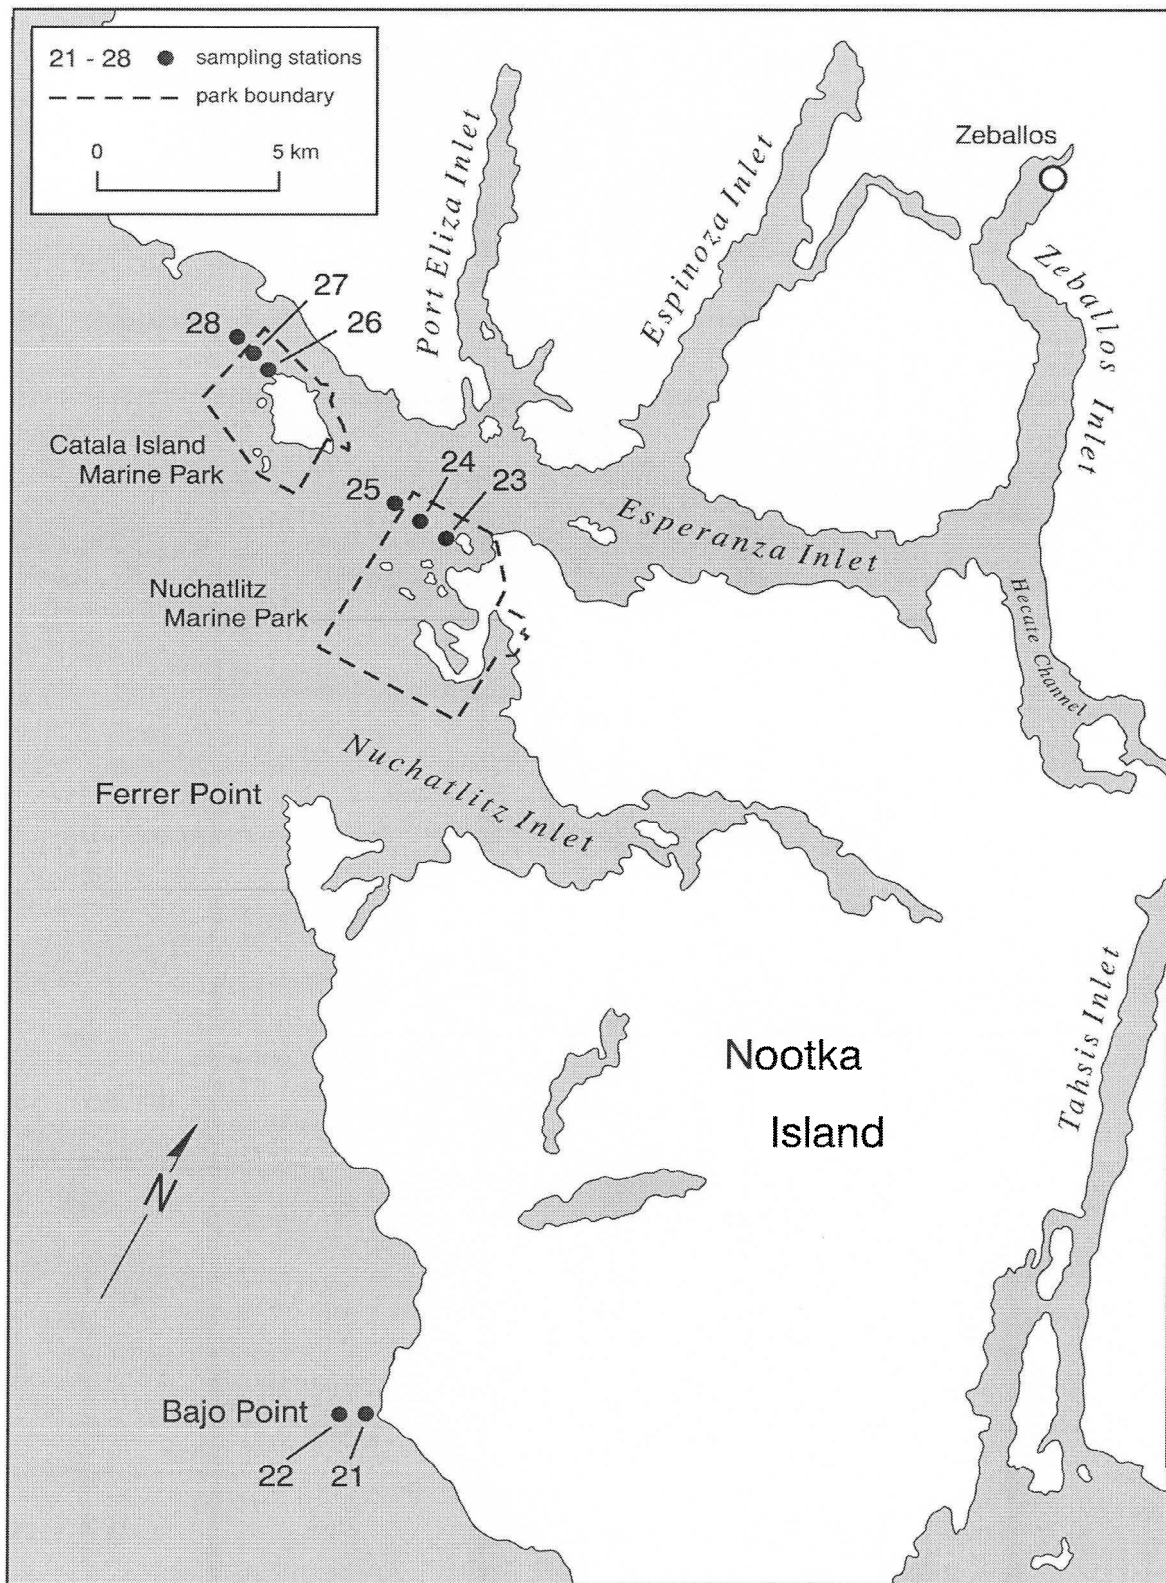 21 - 28 sampling stations
park boundary
0 5 km
Zeballos
Port Eliza Inlet
Espinoza Inlet
Zeballos Inlet
27
28
26
Catala Island
Marine Park
24
25
23
Esperanza Inlet
Nuchatlitz
Marine Park
Hecate Channel
Nuchatlitz Inlet
Ferrer Point
Nootka
Island
Tahsis Inlet
N
Bajo Point
22 21